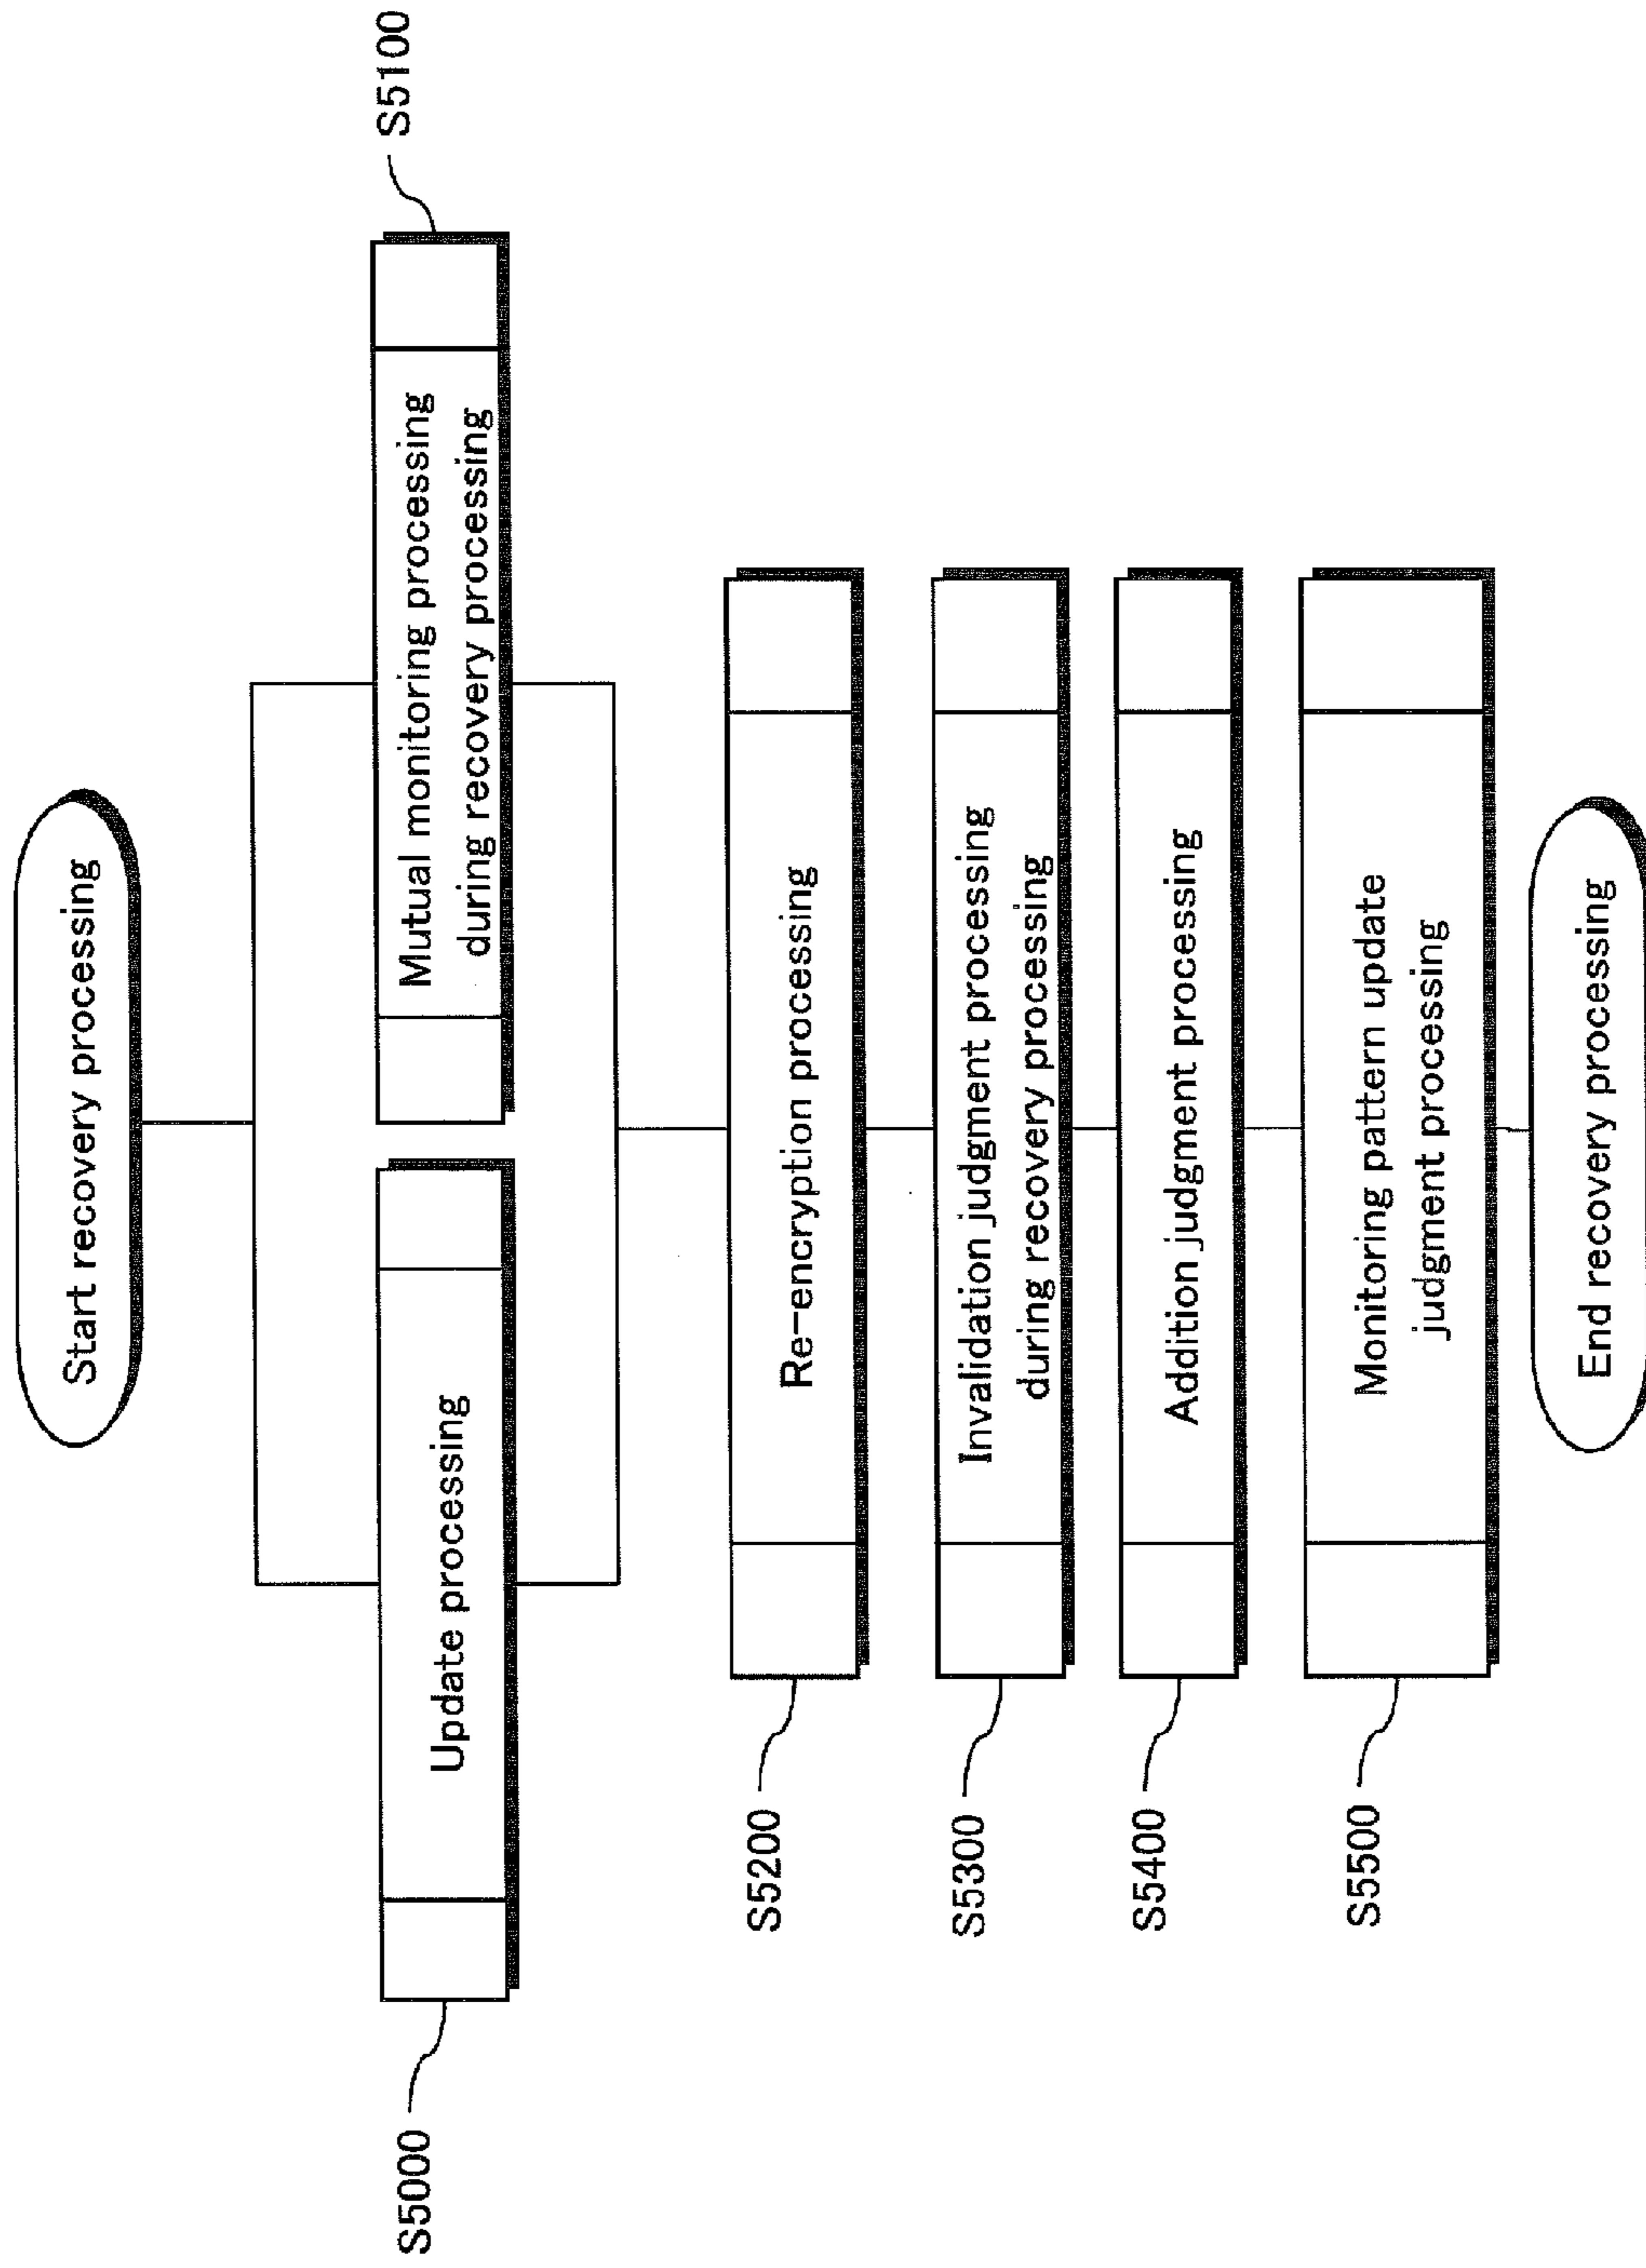 Start recovery processing
S5000
Update processing
S5100
Mutual monitoring processing
during recovery processing
S5200
Re-encryption processing
S5300
Invalidation judgment processing
during recovery processing
S5400
Addition judgment processing
S5500
Monitoring pattern update
judgment processing
End recovery processing